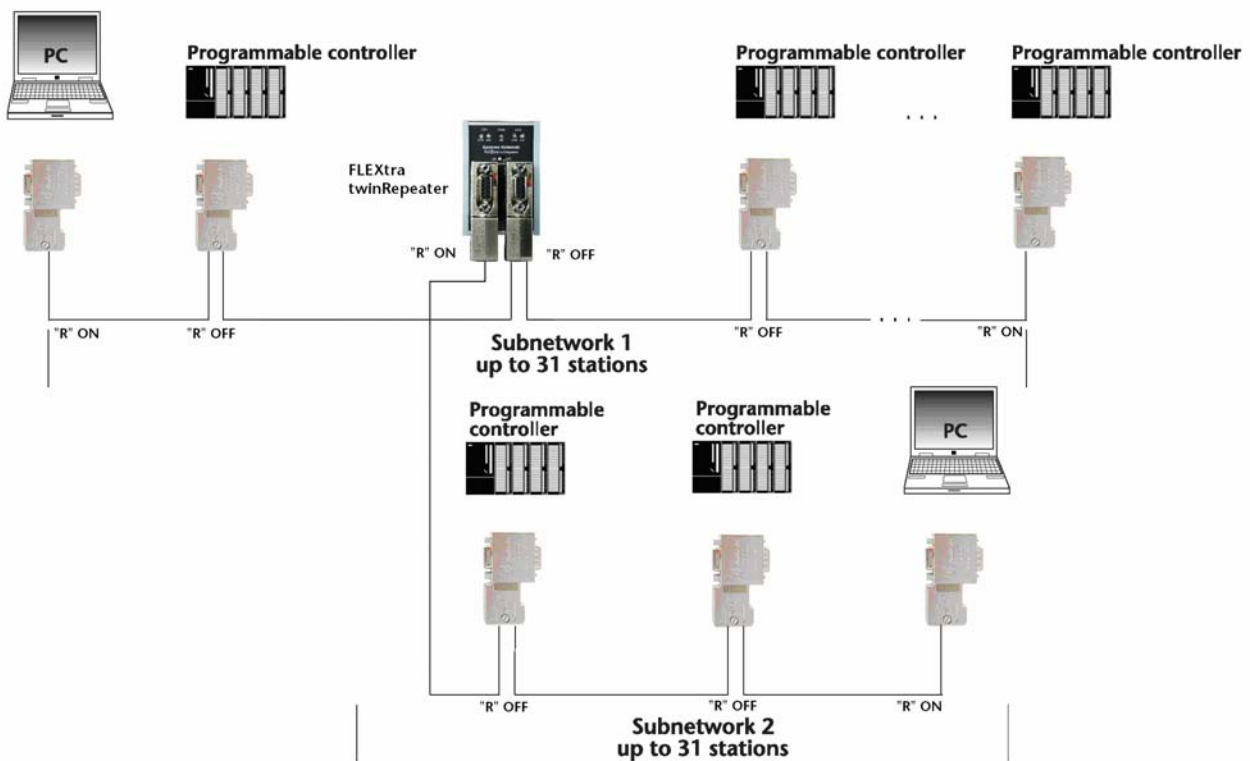 PC
Programmable controller
Programmable controller
Programmable controller
. . .
FLEXtra
twinRepeater
"R" ON
"R" OFF
"R" ON
"R" OFF
"R" OFF
. . .
"R" ON
Subnetwork 1
up to 31 stations
Programmable
controller
Programmable
controller
PC
"R" OFF
"R" OFF
"R" ON
Subnetwork 2
up to 31 stations